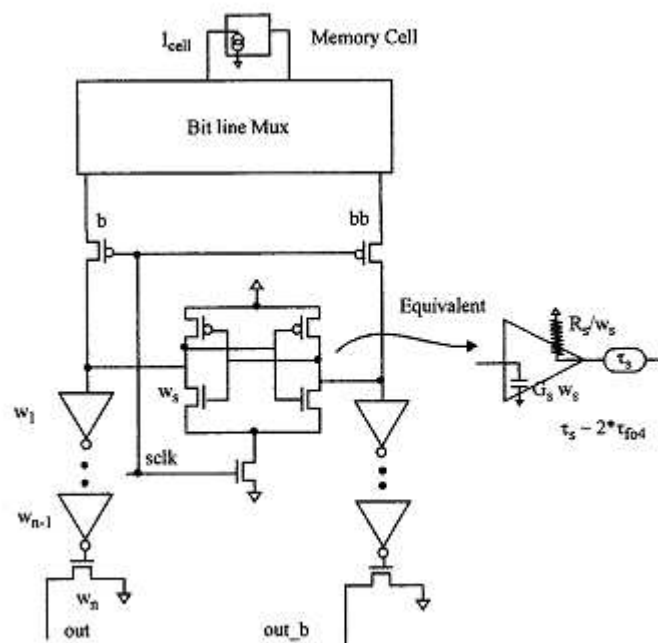 I_cell
Memory Cell
Bit line Mux
b
bb
Equivalent
R_s/w_s
τ_s
G_s w_s
τ_s − 2*τ_fo4
w_s
w_1
sclk
w_n-1
w_n
out
out_b